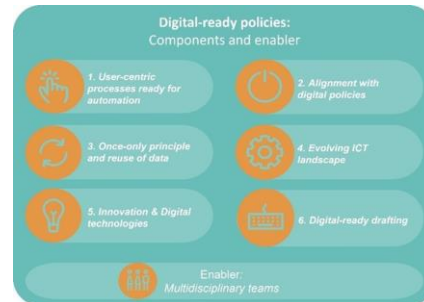 Digital-ready policies:
Components and enabler
1. User-centric
processes ready for
automation
2. Alignment with
digital policies
3. Once-only principle
and reuse of data
4. Evolving ICT
landscape
5. Innovation & Digital
technologies
6. Digital-ready drafting
Enabler:
Multidisciplinary teams